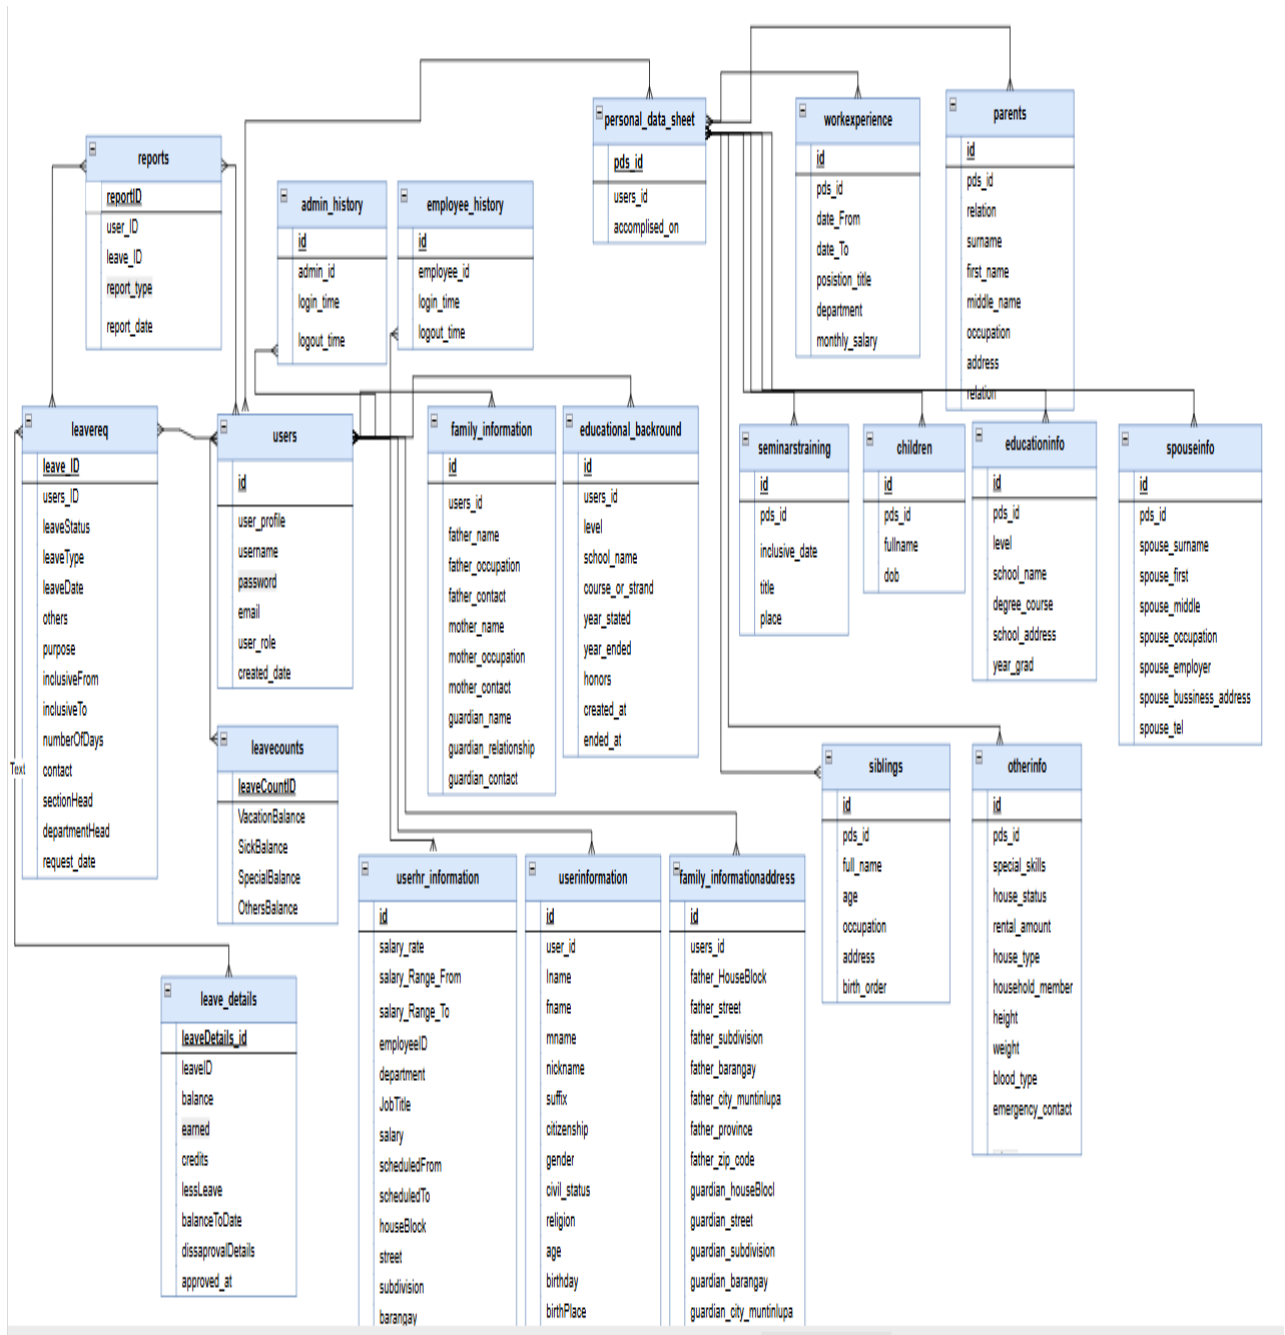 reports
reportID
user_ID
leave_ID
report_type
report_date
admin_history
id
admin_id
login_time
logout_time
employee_history
id
employee_id
login_time
logout_time
personal_data_sheet
pds_id
users_id
accomplised_on
workexperience
id
pds_id
date_From
date_To
posistion_title
department
monthly_salary
parents
id
pds_id
relation
surname
first_name
middle_name
occupation
address
relation
leavereq
leave_ID
users_ID
leaveStatus
leaveType
leaveDate
others
purpose
inclusiveFrom
inclusiveTo
numberOfDays
contact
sectionHead
departmentHead
request_date
Text
users
id
user_profile
username
password
email
user_role
created_date
family_information
id
users_id
father_name
father_occupation
father_contact
mother_name
mother_occupation
mother_contact
guardian_name
guardian_relationship
guardian_contact
educational_backround
id
users_id
level
school_name
course_or_strand
year_stated
year_ended
honors
created_at
ended_at
seminarstraining
id
pds_id
inclusive_date
title
place
children
id
pds_id
fullname
dob
educationinfo
id
pds_id
level
school_name
degree_course
school_address
year_grad
spouseinfo
id
pds_id
spouse_surname
spouse_first
spouse_middle
spouse_occupation
spouse_employer
spouse_bussiness_address
spouse_tel
leavecounts
leaveCountID
VacationBalance
SickBalance
SpecialBalance
OthersBalance
siblings
id
pds_id
full_name
age
occupation
address
birth_order
otherinfo
id
pds_id
special_skills
house_status
rental_amount
house_type
household_member
height
weight
blood_type
emergency_contact
leave_details
leaveDetails_id
leaveID
balance
earned
credits
lessLeave
balanceToDate
dissaprovalDetails
approved_at
userhr_information
id
salary_rate
salary_Range_From
salary_Range_To
employeeID
department
JobTitle
salary
scheduledFrom
scheduledTo
houseBlock
street
subdivision
barangay
userinformation
id
user_id
lname
fname
mname
nickname
suffix
citizenship
gender
civil_status
religion
age
birthday
birthPlace
family_informationaddress
id
users_id
father_HouseBlock
father_street
father_subdivision
father_barangay
father_city_muntinlupa
father_province
father_zip_code
guardian_houseBlocl
guardian_street
guardian_subdivision
guardian_barangay
guardian_city_muntinlupa